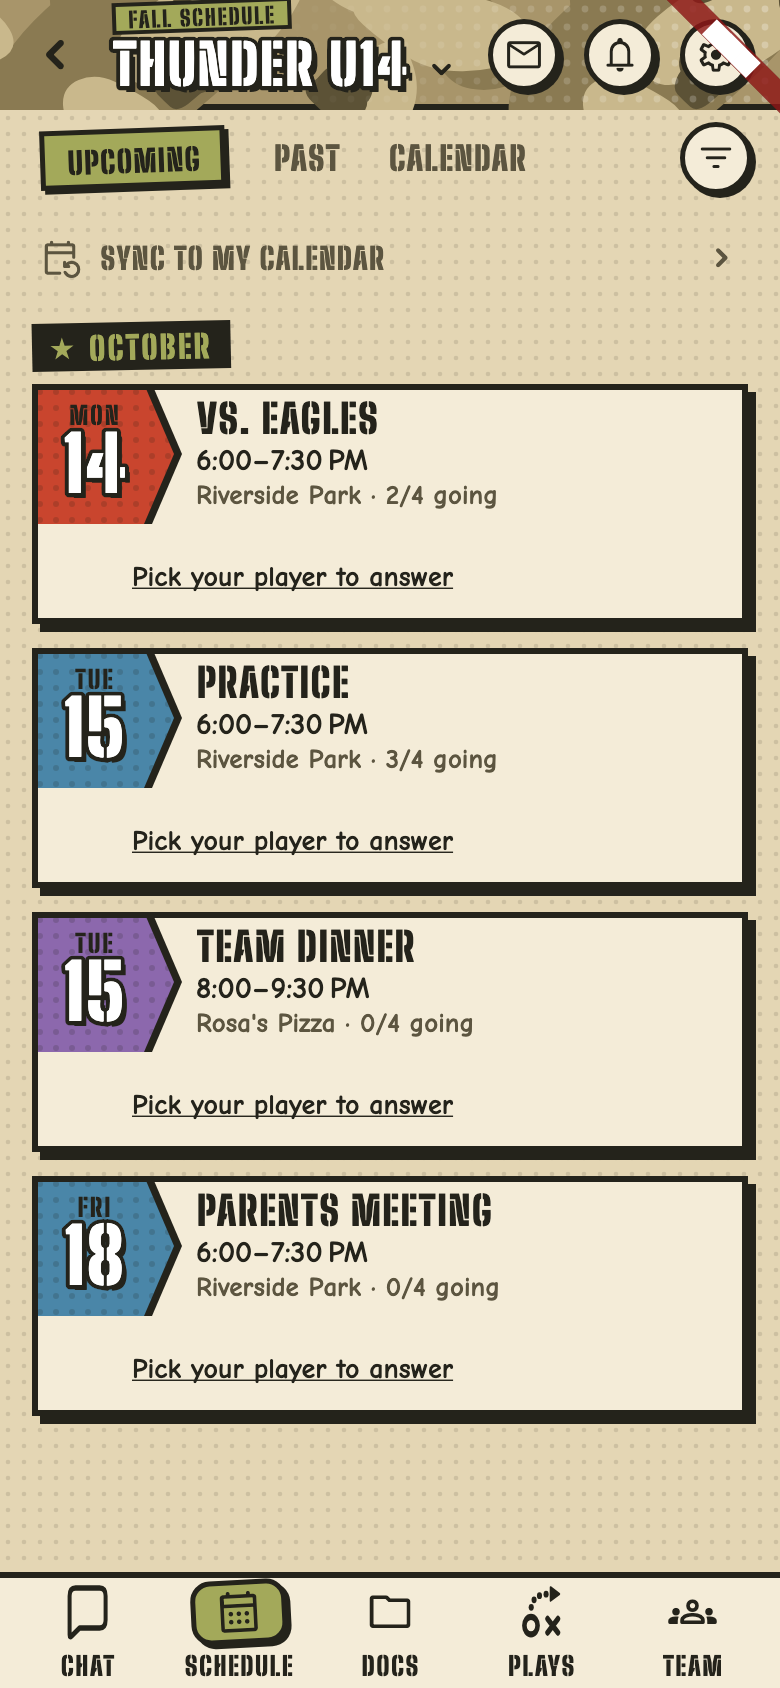 FALL SCHEDULE
THUNDER U14
UPCOMING PAST CALENDAR
SYNC TO MY CALENDAR
★ OCTOBER
MON
14
VS. EAGLES
6:00–7:30 PM
Riverside Park · 2/4 going
Pick your player to answer
TUE
15
PRACTICE
6:00–7:30 PM
Riverside Park · 3/4 going
Pick your player to answer
TUE
15
TEAM DINNER
8:00–9:30 PM
Rosa's Pizza · 0/4 going
Pick your player to answer
FRI
18
PARENTS MEETING
6:00–7:30 PM
Riverside Park · 0/4 going
Pick your player to answer
CHAT SCHEDULE DOCS PLAYS TEAM